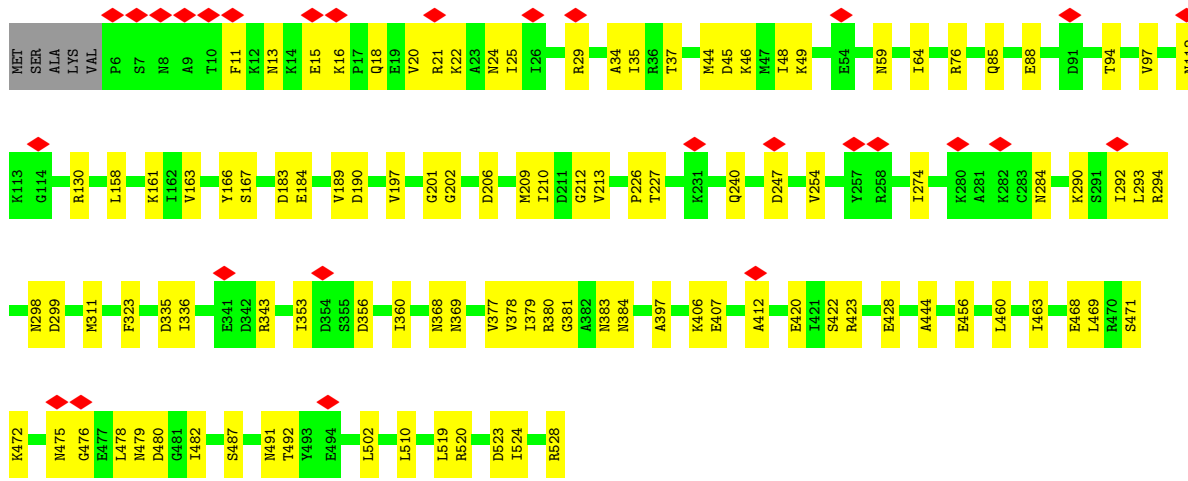 MET SER ALA LYS VAL P6 S7 N8 A9 T10 F11 K12 N13 K14 E15 K16 P17 Q18 E19 V20 R21 K22 A23 N24 I25 I26 R29 A34 I35 R36 T37 M44 D45 K46 M47 I48 K49 E54 N59 I64 R76 Q85 E88 D91 T94 V97
K113 G114 R130 L158 K161 I162 V163 Y166 S167 D183 E184 V189 D190 V197 G201 G202 D206 M209 I210 D211 G212 V213 P226 T227 K231 Q240 D247 V254 Y257 R258 I274 K280 A281 K282 C283 N284 K290 S291 I292 L293 R294
N298 D299 M311 F323 D335 I336 E341 D342 R343 I353 D354 S355 D356 I360 N368 N369 V377 V378 I379 R380 G381 A382 N383 N384 A397 K406 E407 A412 E420 I421 S422 R423 E428 A444 E456 L460 I463 E468 L469 R470 S471
K472 N475 G476 E477 L478 N479 D480 G481 I482 S487 N491 T492 Y493 E494 L502 L510 L519 R520 D523 I524 R528